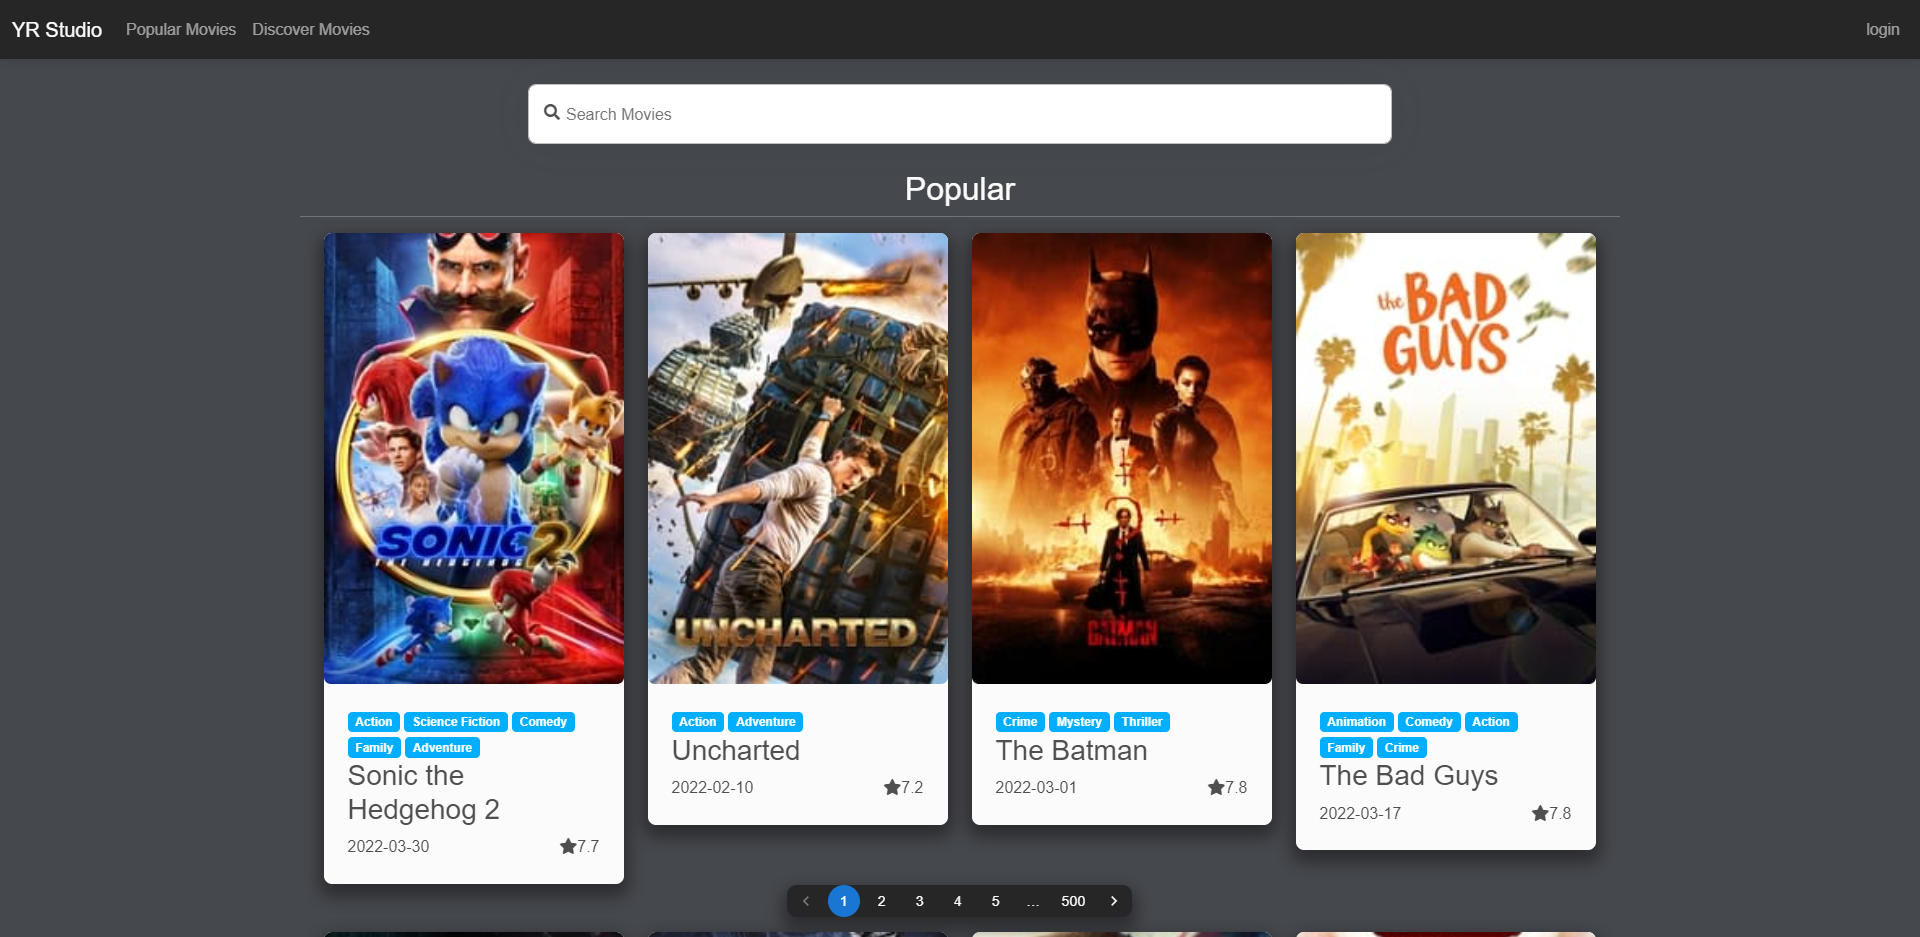 YR Studio Popular Movies Discover Movies login
Search Movies
Popular
SONIC 2
THE HEDGEHOG
UNCHARTED
THE BATMAN
the BAD
GUYS
Action Science Fiction Comedy
Family Adventure
Sonic the
Hedgehog 2
2022-03-30 7.7
Action Adventure
Uncharted
2022-02-10 7.2
Crime Mystery Thriller
The Batman
2022-03-01 7.8
Animation Comedy Action
Family Crime
The Bad Guys
2022-03-17 7.8
1 2 3 4 5 ... 500